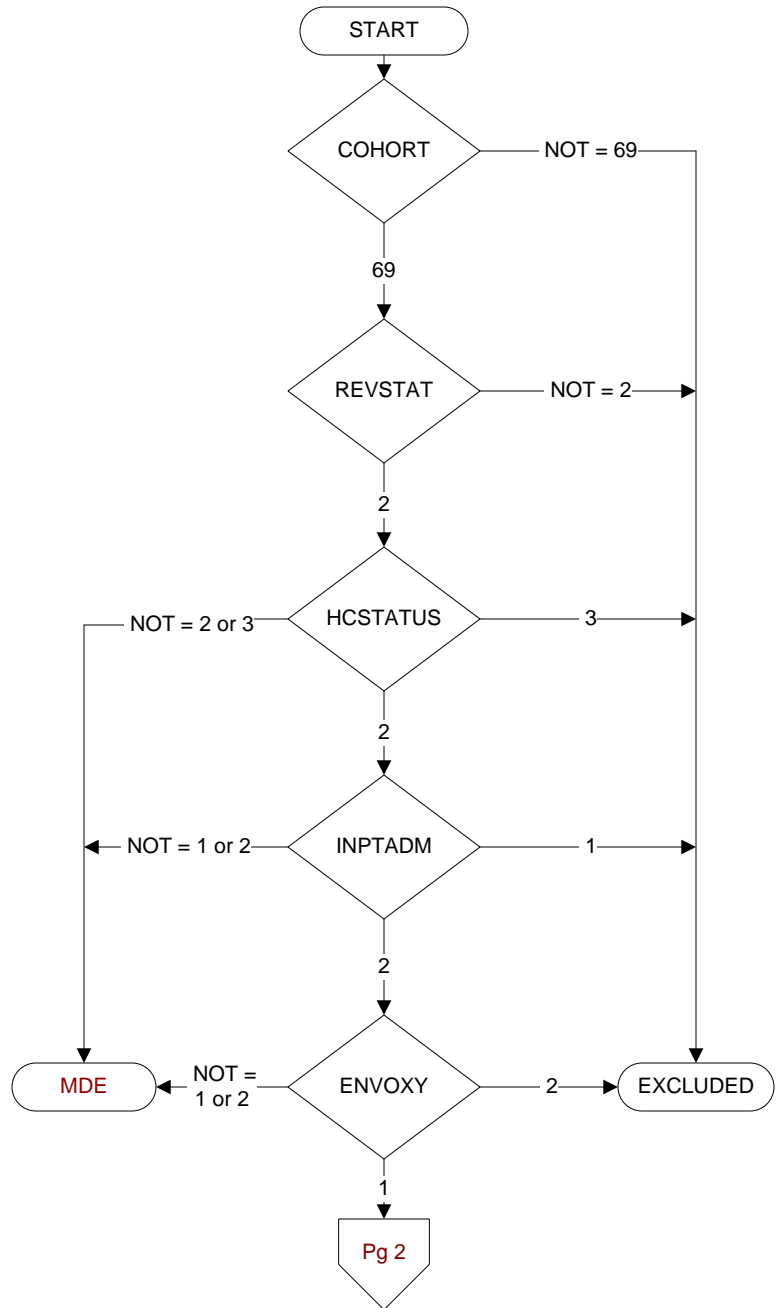 START
COHORT
NOT = 69
69
REVSTAT
NOT = 2
2
NOT = 2 or 3
HCSTATUS
3
2
NOT = 1 or 2
INPTADM
1
2
MDE
NOT =
1 or 2
ENVOXY
2
EXCLUDED
1
Pg 2